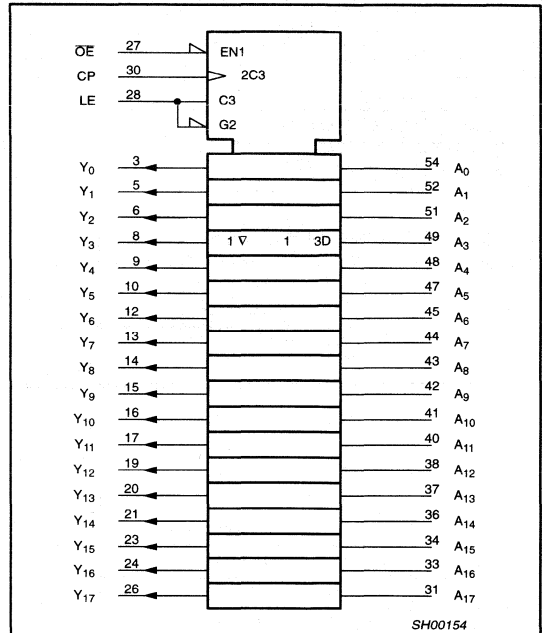 OE 27 EN1
CP 30 2C3
LE 28 C3
G2
Y0 3 54 A0
Y1 5 52 A1
Y2 6 51 A2
Y3 8 1 ∇ 1 3D 49 A3
Y4 9 48 A4
Y5 10 47 A5
Y6 12 45 A6
Y7 13 44 A7
Y8 14 43 A8
Y9 15 42 A9
Y10 16 41 A10
Y11 17 40 A11
Y12 19 38 A12
Y13 20 37 A13
Y14 21 36 A14
Y15 23 34 A15
Y16 24 33 A16
Y17 26 31 A17
SH00154